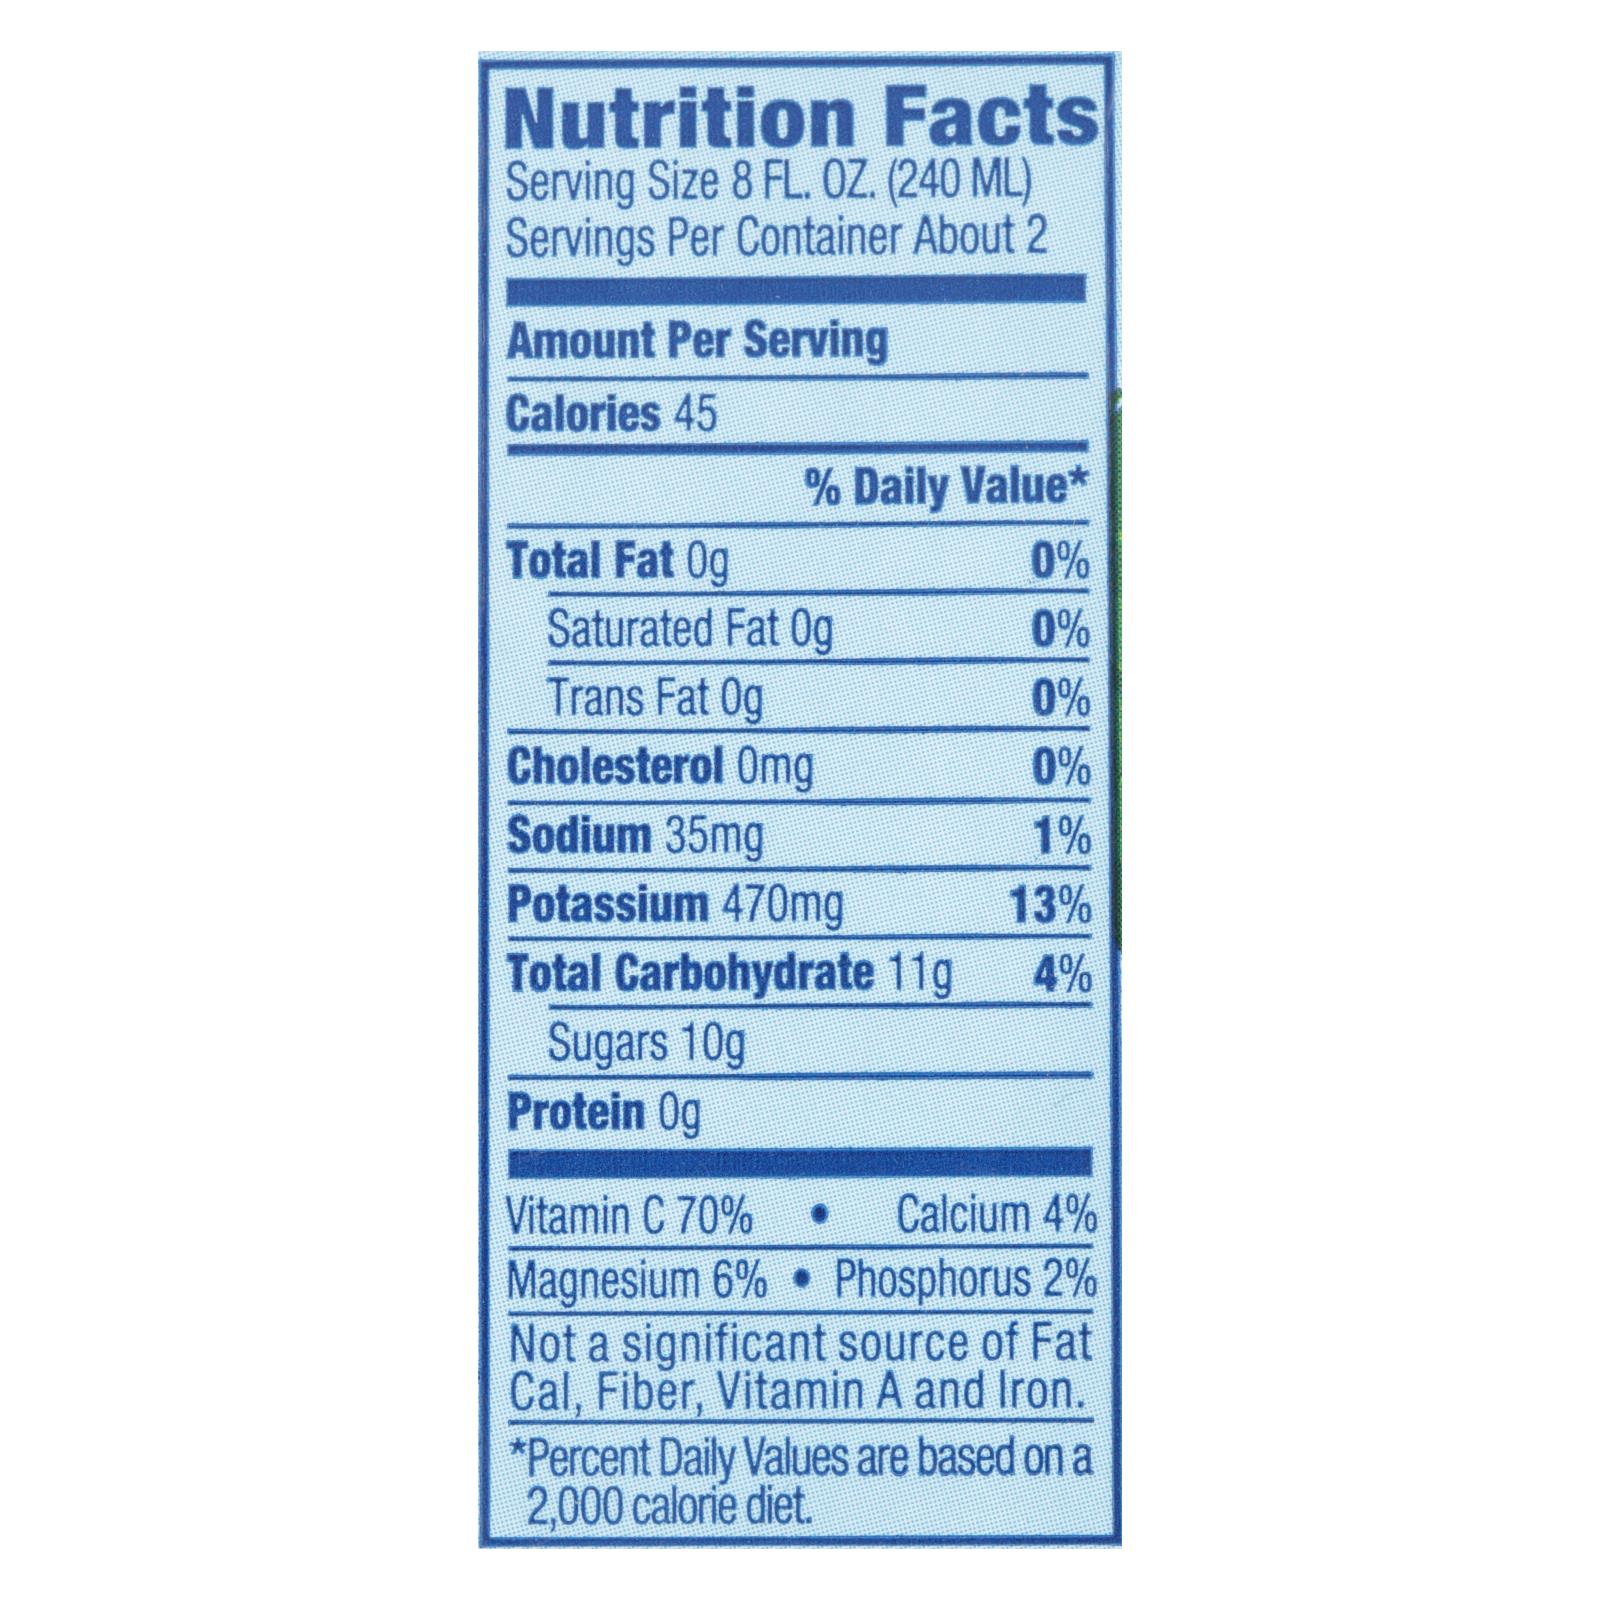 Nutrition Facts
Serving Size 8 FL. OZ. (240 ML)
Servings Per Container About 2
Amount Per Serving
Calories 45
% Daily Value*
Total Fat 0g 0%
Saturated Fat 0g 0%
Trans Fat 0g 0%
Cholesterol 0mg 0%
Sodium 35mg 1%
Potassium 470mg 13%
Total Carbohydrate 11g 4%
Sugars 10g
Protein 0g
Vitamin C 70% • Calcium 4%
Magnesium 6% • Phosphorus 2%
Not a significant source of Fat
Cal, Fiber, Vitamin A and Iron.
*Percent Daily Values are based on a
2,000 calorie diet.